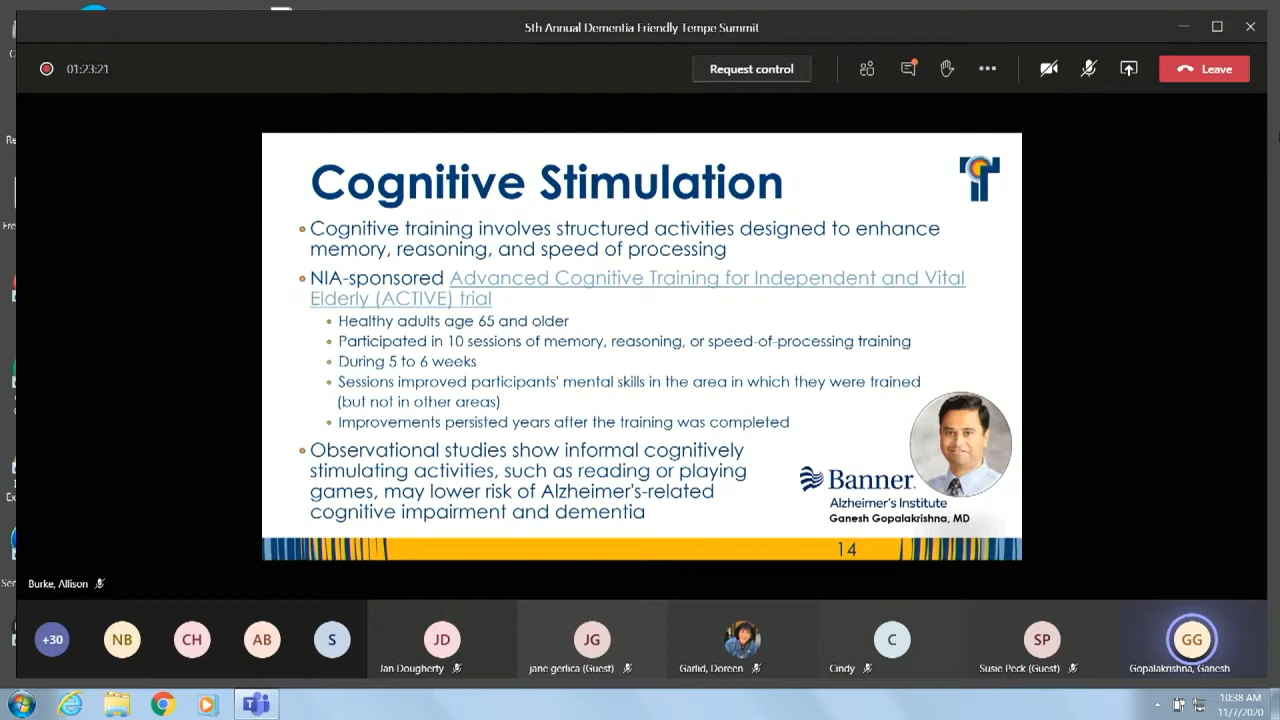 5th Annual Dementia Friendly Tempe Summit
01:23:21
Request control
Leave
Cognitive Stimulation
• Cognitive training involves structured activities designed to enhance
memory, reasoning, and speed of processing
• NIA-sponsored Advanced Cognitive Training for Independent and Vital
Elderly (ACTIVE) trial
• Healthy adults age 65 and older
• Participated in 10 sessions of memory, reasoning, or speed-of-processing training
• During 5 to 6 weeks
• Sessions improved participants' mental skills in the area in which they were trained
(but not in other areas)
• Improvements persisted years after the training was completed
• Observational studies show informal cognitively
stimulating activities, such as reading or playing
games, may lower risk of Alzheimer's-related
cognitive impairment and dementia
Banner
Alzheimer's Institute
Ganesh Gopalakrishna, MD
14
Burke, Allison
+30
NB
CH
AB
S
JD
JG
C
SP
GG
Jan Dougherty
jane gerlica (Guest)
Garlid, Doreen
Cindy
Susie Peck (Guest)
Gopalakrishna, Ganesh
10:38 AM
11/7/2020